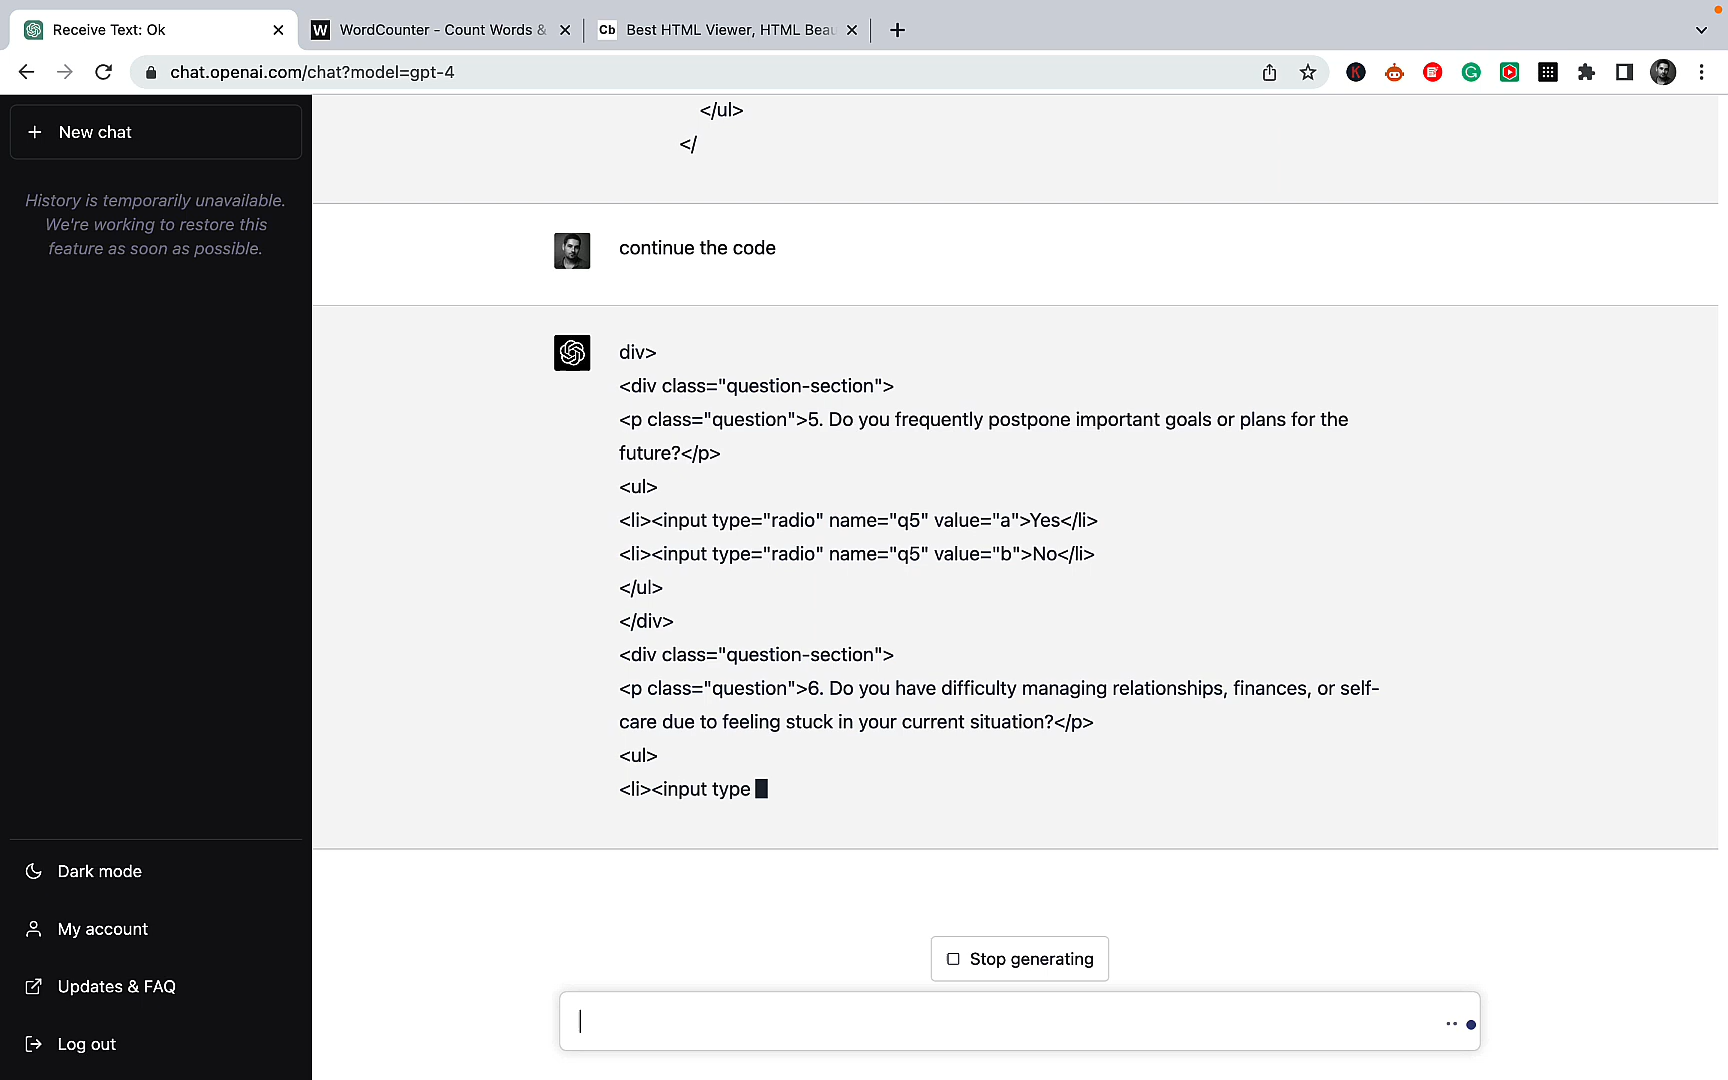 Receive Text: Ok
W WordCounter - Count Words &
Cb Best HTML Viewer, HTML Beau
chat.openai.com/chat?model=gpt-4
New chat
History is temporarily unavailable.
We're working to restore this
feature as soon as possible.
</ul>
</
continue the code
div>
<div class="question-section">
<p class="question">5. Do you frequently postpone important goals or plans for the
future?</p>
<ul>
<li><input type="radio" name="q5" value="a">Yes</li>
<li><input type="radio" name="q5" value="b">No</li>
</ul>
</div>
<div class="question-section">
<p class="question">6. Do you have difficulty managing relationships, finances, or self-
care due to feeling stuck in your current situation?</p>
<ul>
<li><input type
Dark mode
My account
Updates & FAQ
Log out
Stop generating